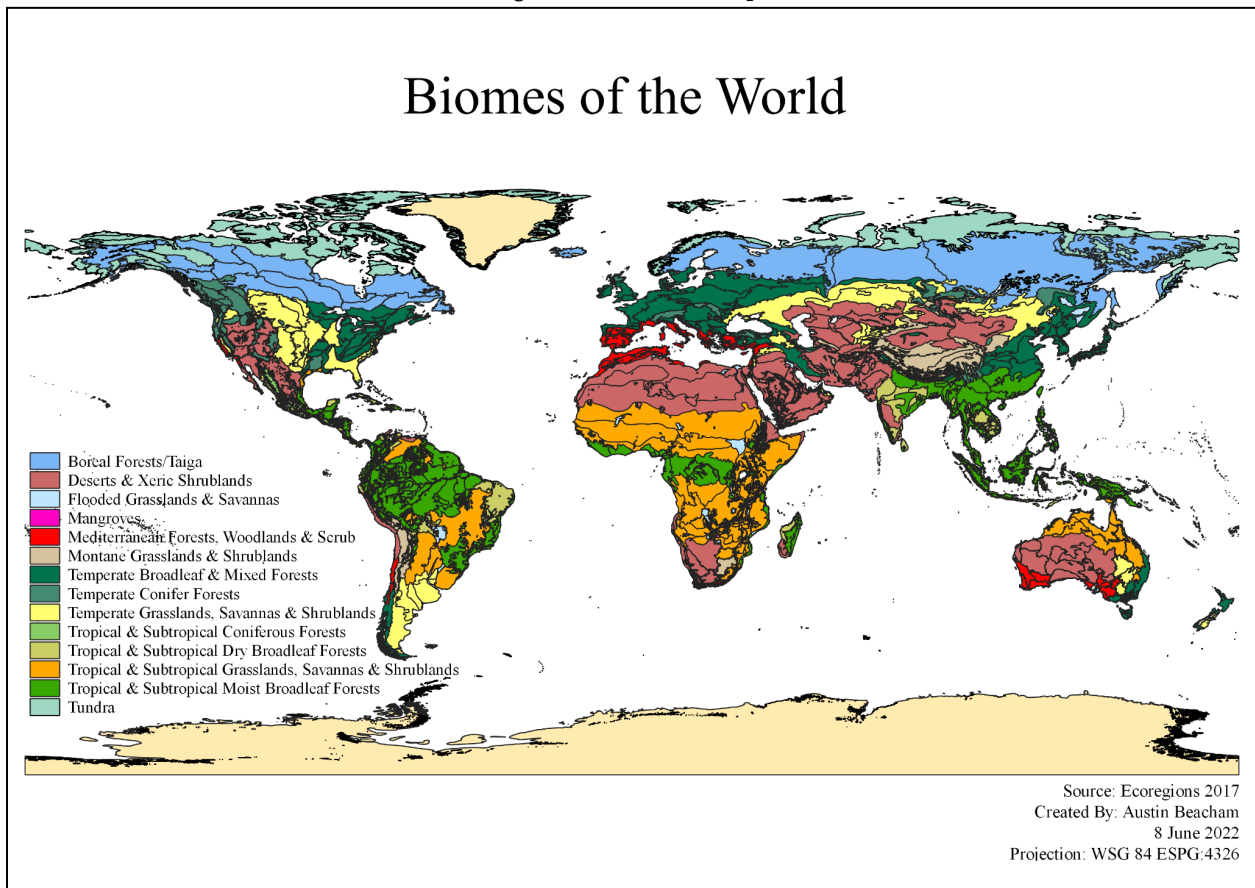 Biomes of the World
Boreal Forests/Taiga
Deserts & Xeric Shrublands
Flooded Grasslands & Savannas
Mangroves
Mediterranean Forests, Woodlands & Scrub
Montane Grasslands & Shrublands
Temperate Broadleaf & Mixed Forests
Temperate Conifer Forests
Temperate Grasslands, Savannas & Shrublands
Tropical & Subtropical Coniferous Forests
Tropical & Subtropical Dry Broadleaf Forests
Tropical & Subtropical Grasslands, Savannas & Shrublands
Tropical & Subtropical Moist Broadleaf Forests
Tundra
Source: Ecoregions 2017
Created By: Austin Beacham
8 June 2022
Projection: WSG 84 ESPG:4326